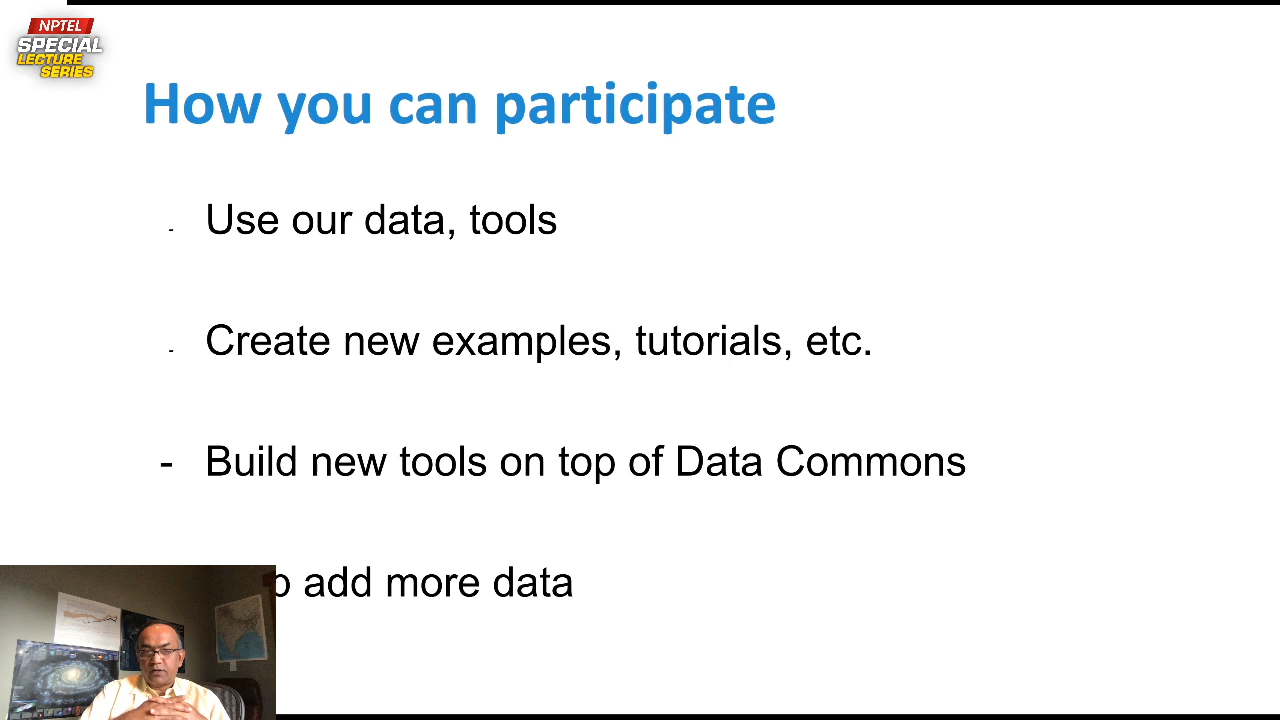 NPTEL
SPECIAL
LECTURE
SERIES
How you can participate
- Use our data, tools
- Create new examples, tutorials, etc.
- Build new tools on top of Data Commons
add more data